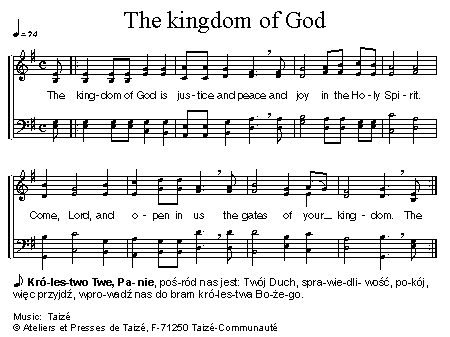 The kingdom of God
The king-dom of God is jus-tice and peace and joy in the Ho-ly Spi-rit.
Come, Lord, and o-pen in us the gates of your_ king-dom. The
Kró-les-two Twe, Pa-nie, poś-ród nas jest: Twój Duch, spra-wie-dli- wość, po-kój,
więc przyjdź, wpro-wadź nas do bram kró-les-twa Bo-że-go.
Music: Taizé
© Ateliers et Presses de Taizé, F-71250 Taizé-Communauté